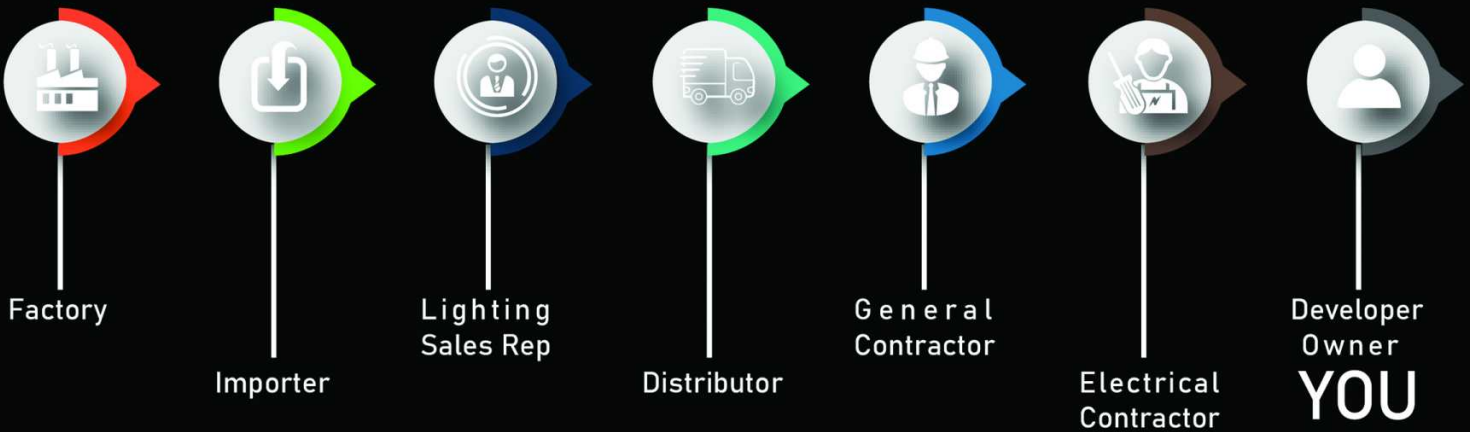 Factory
Importer
Lighting
Sales Rep
Distributor
General
Contractor
Electrical
Contractor
Developer
Owner
YOU